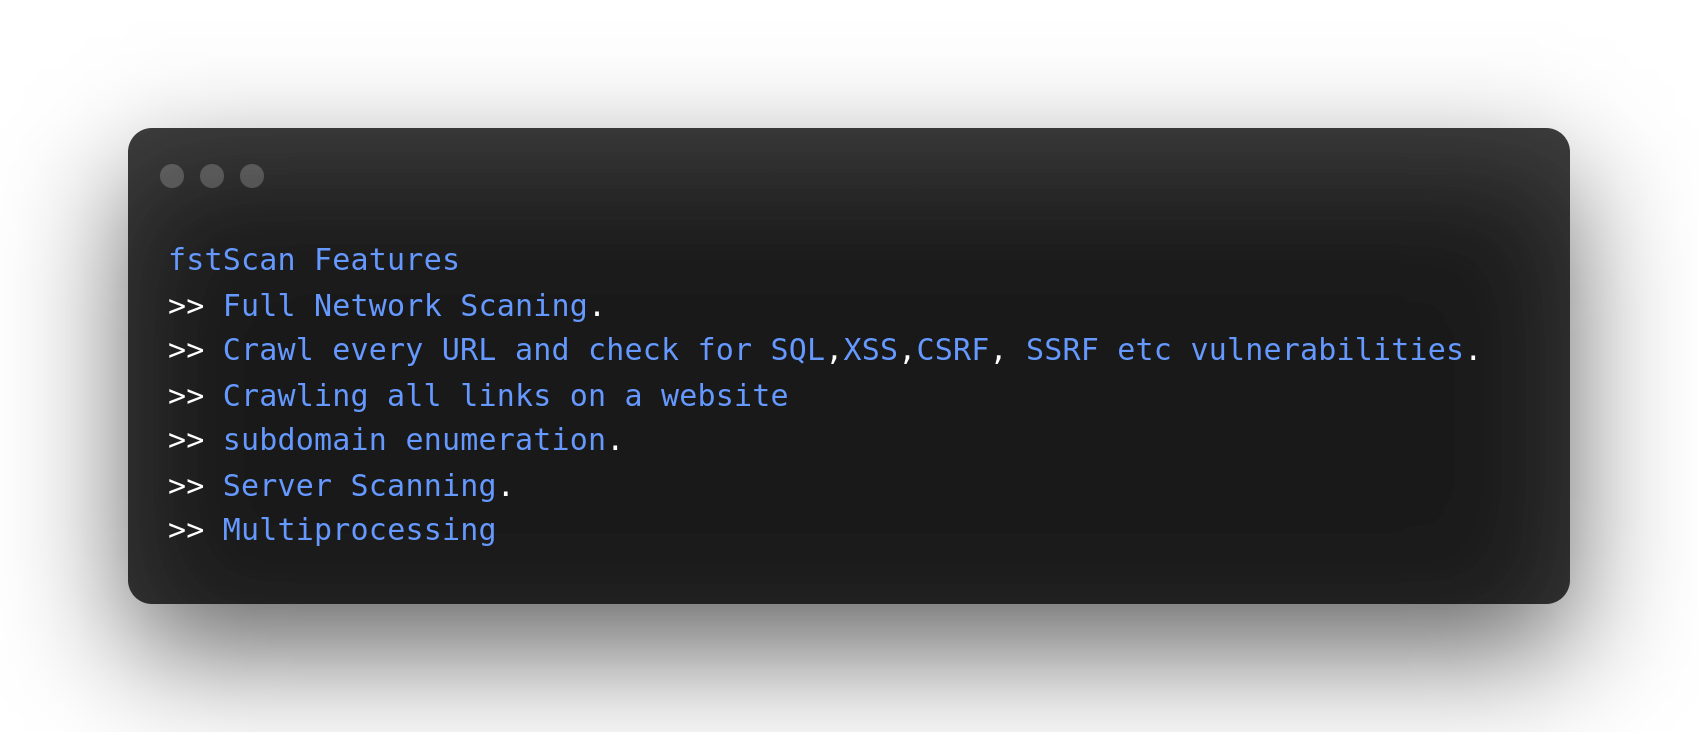 fstScan Features
>> Full Network Scaning.
>> Crawl every URL and check for SQL,XSS,CSRF, SSRF etc vulnerabilities.
>> Crawling all links on a website
>> subdomain enumeration.
>> Server Scanning.
>> Multiprocessing